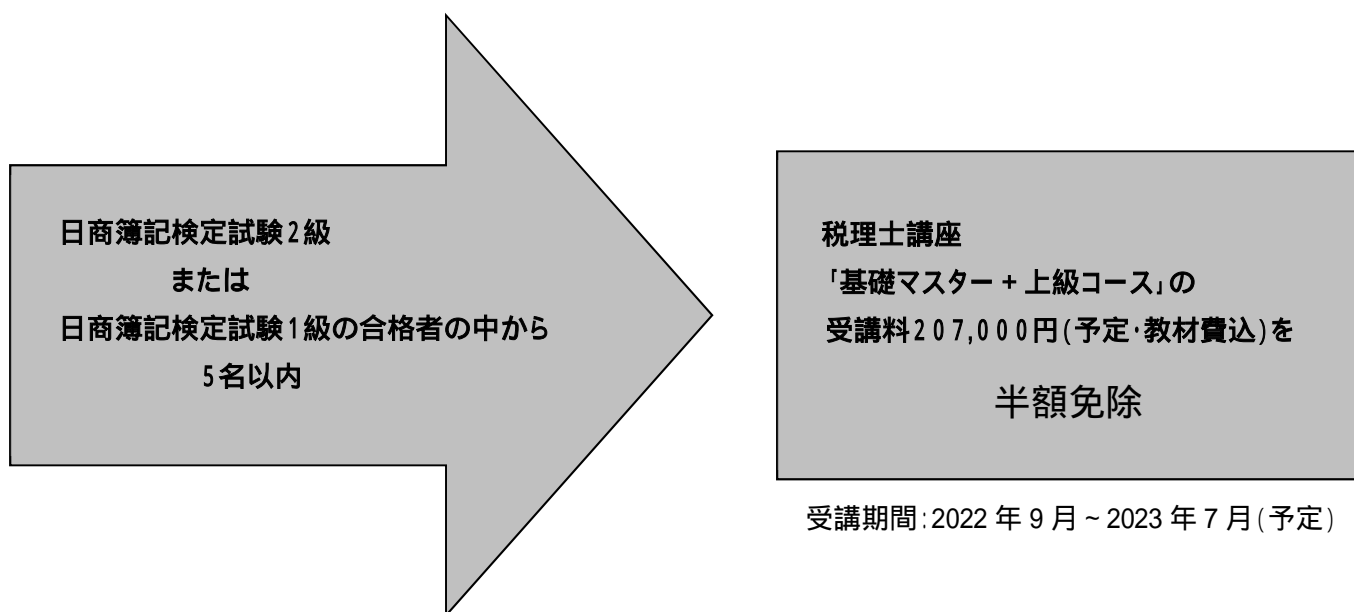 日商簿記検定試験2級
または
日商簿記検定試験1級の合格者の中から
5名以内
税理士講座
「基礎マスター+上級コース」の
受講料207,000円(予定・教材費込)を
半額免除
受講期間:2022年9月~2023年7月(予定)